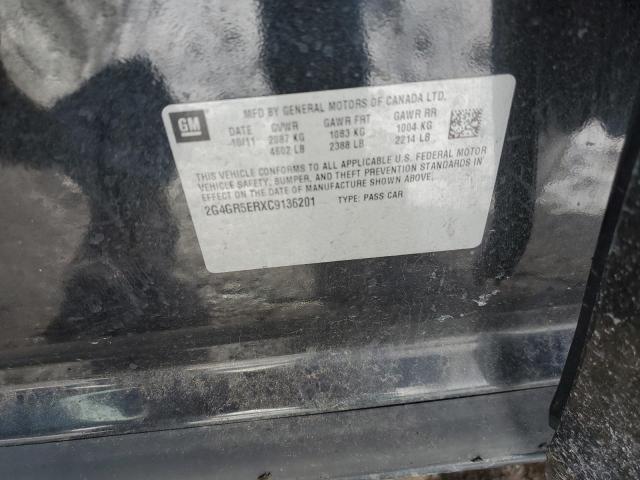 MFD BY GENERAL MOTORS OF CANADA LTD.
GM
DATE GVWR GAWR FRT GAWR RR
10/11 2087 KG 1083 KG 1004 KG
4602 LB 2388 LB 2214 LB
THIS VEHICLE CONFORMS TO ALL APPLICABLE U.S. FEDERAL MOTOR
VEHICLE SAFETY, BUMPER, AND THEFT PREVENTION STANDARDS IN
EFFECT ON THE DATE OF MANUFACTURE SHOWN ABOVE.
2G4GR5ERXC9136201 TYPE: PASS CAR